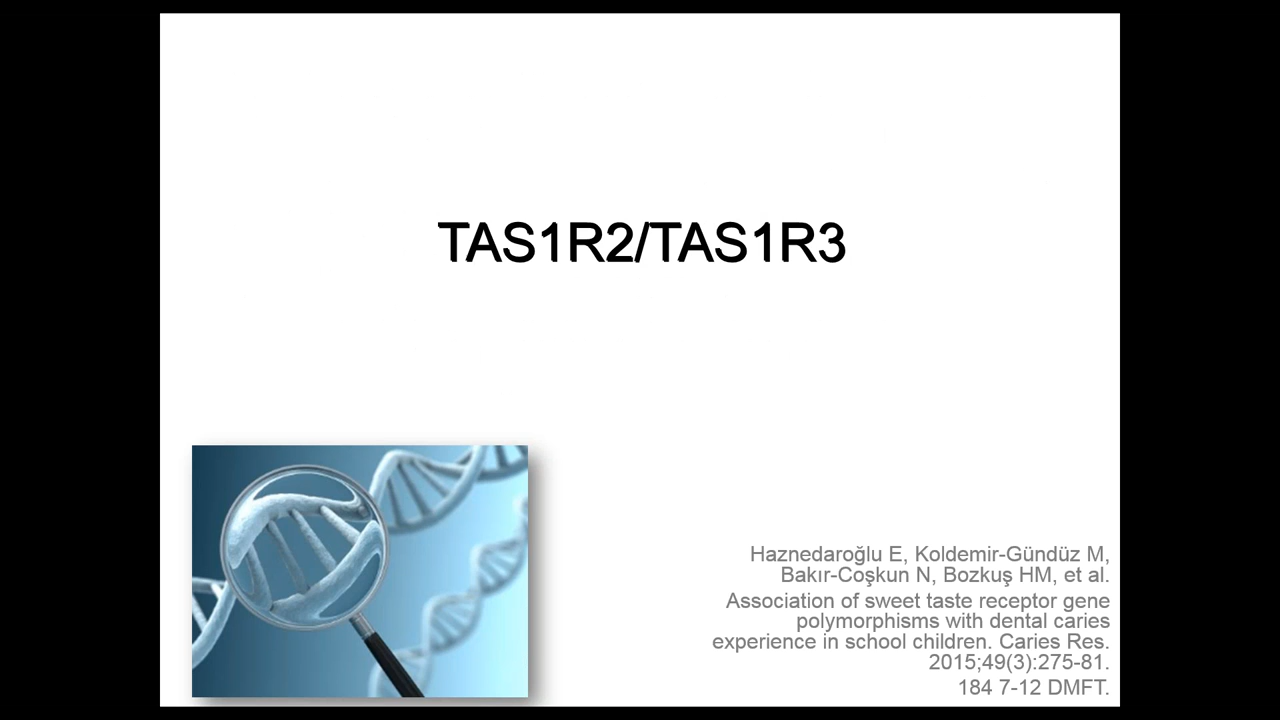 TAS1R2/TAS1R3
Haznedaroğlu E, Koldemir-Gündüz M,
Bakır-Coşkun N, Bozkuş HM, et al.
Association of sweet taste receptor gene
polymorphisms with dental caries
experience in school children. Caries Res.
2015;49(3):275-81.
184 7-12 DMFT.